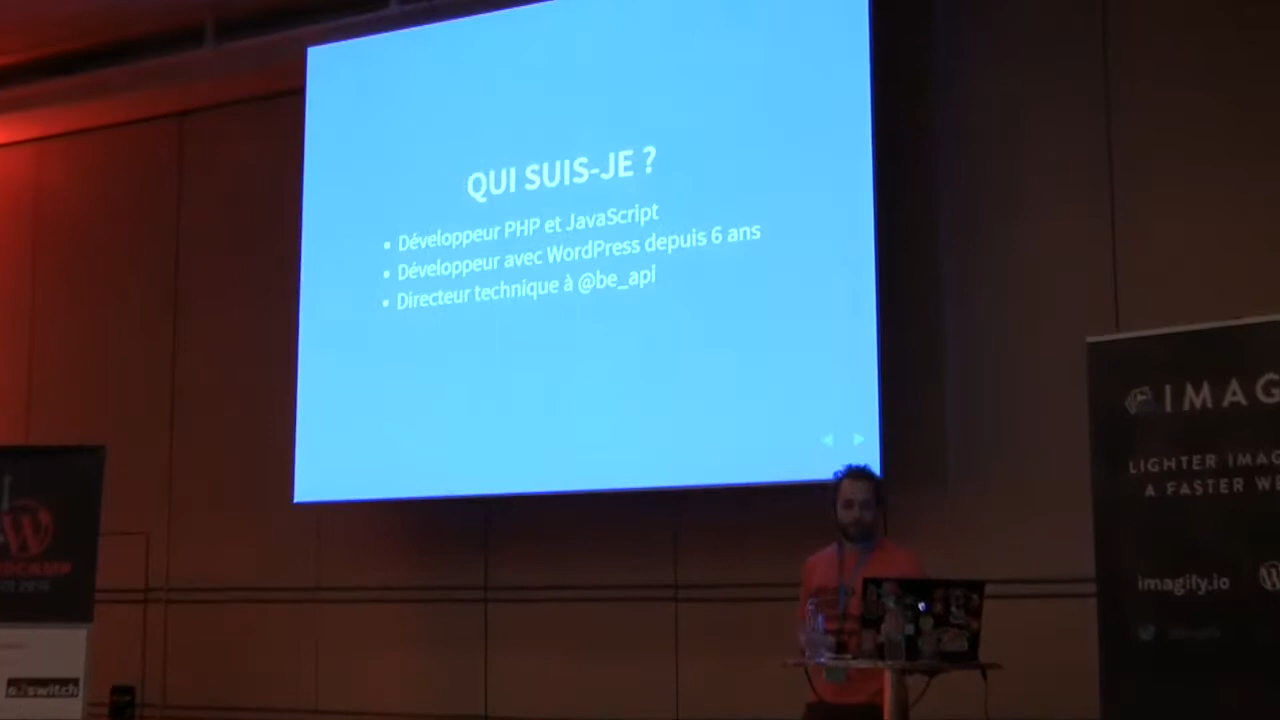 QUI SUIS-JE ?
• Développeur PHP et JavaScript
• Développeur avec WordPress depuis 6 ans
• Directeur technique à @be_api
IMAG
LIGHTER IMAG
A FASTER WE
imagify.io
o2switch